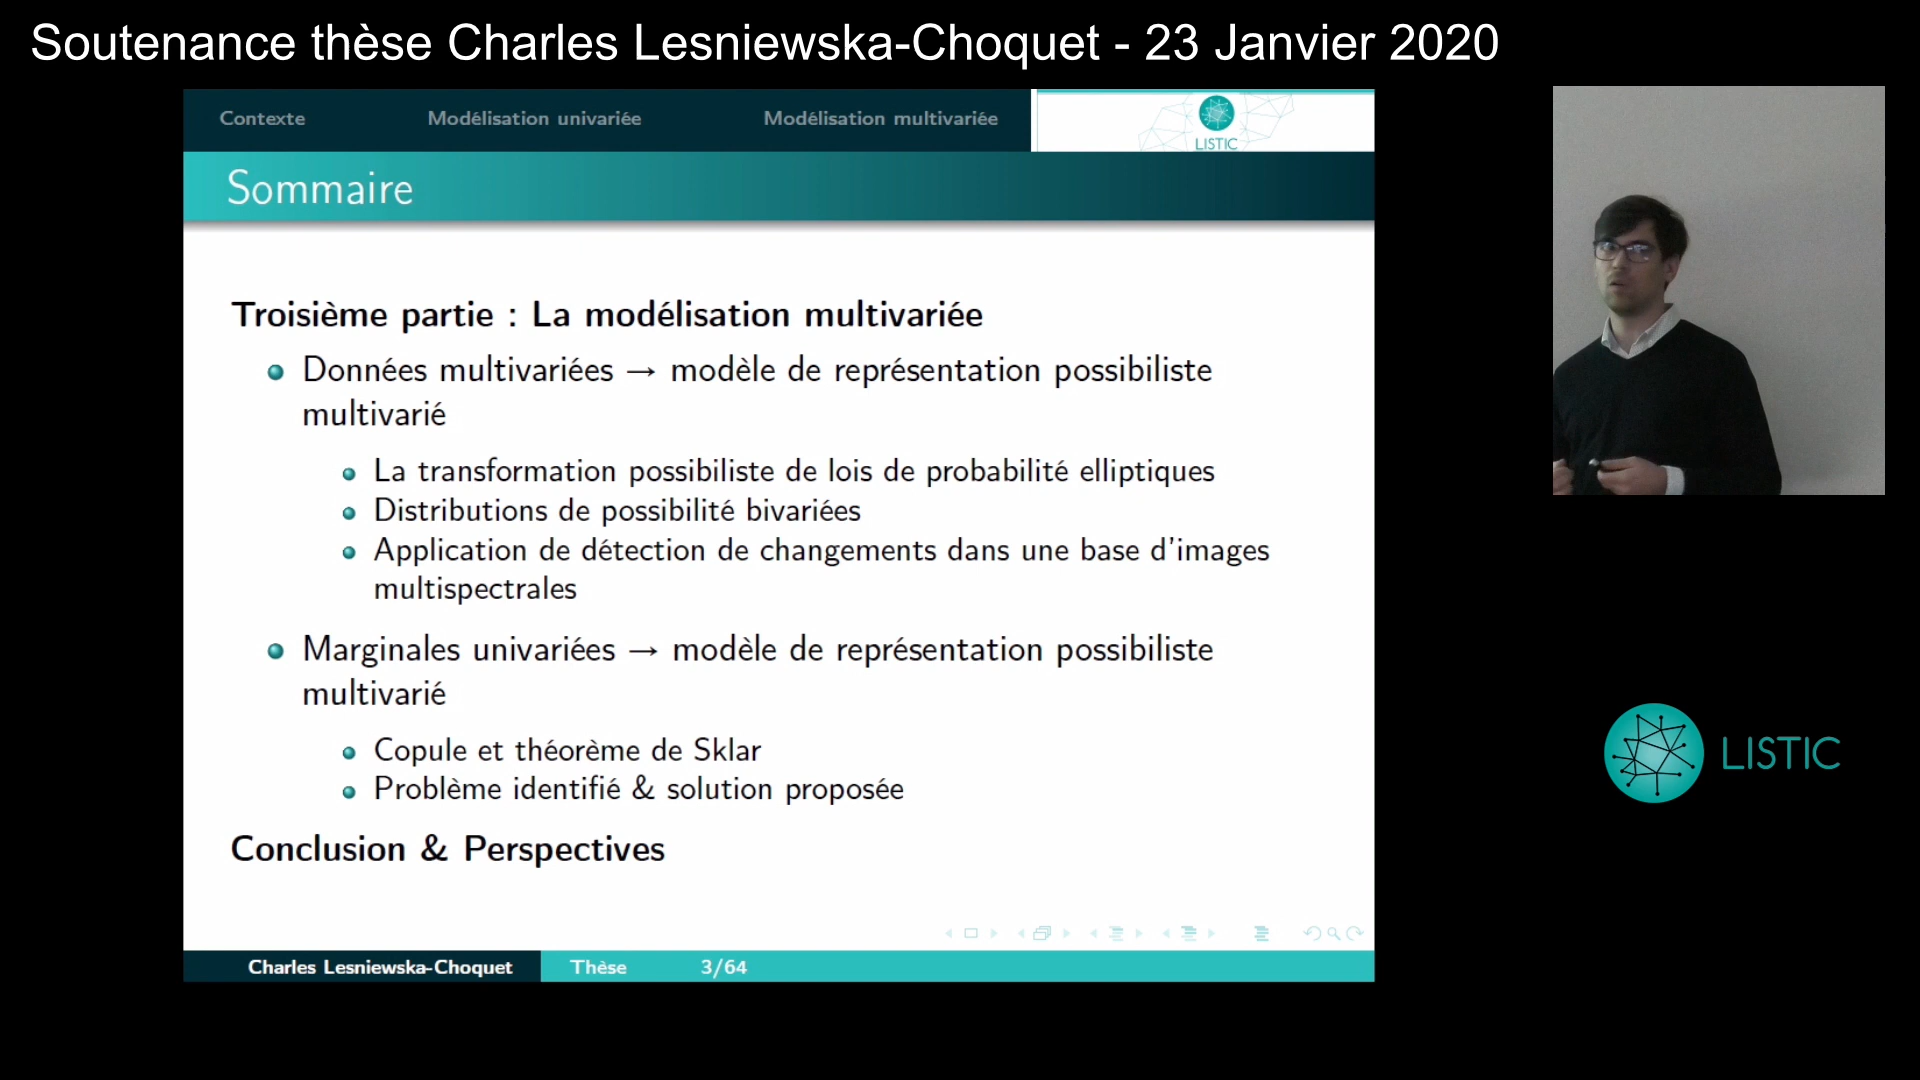 Soutenance thèse Charles Lesniewska-Choquet - 23 Janvier 2020
Contexte
Modélisation univariée
Modélisation multivariée
LISTIC
Sommaire
Troisième partie : La modélisation multivariée
Données multivariées → modèle de représentation possibiliste
multivarié
La transformation possibiliste de lois de probabilité elliptiques
Distributions de possibilité bivariées
Application de détection de changements dans une base d'images
multispectrales
Marginales univariées → modèle de représentation possibiliste
multivarié
Copule et théorème de Sklar
Problème identifié & solution proposée
Conclusion & Perspectives
Charles Lesniewska-Choquet
Thèse
3/64
LISTIC